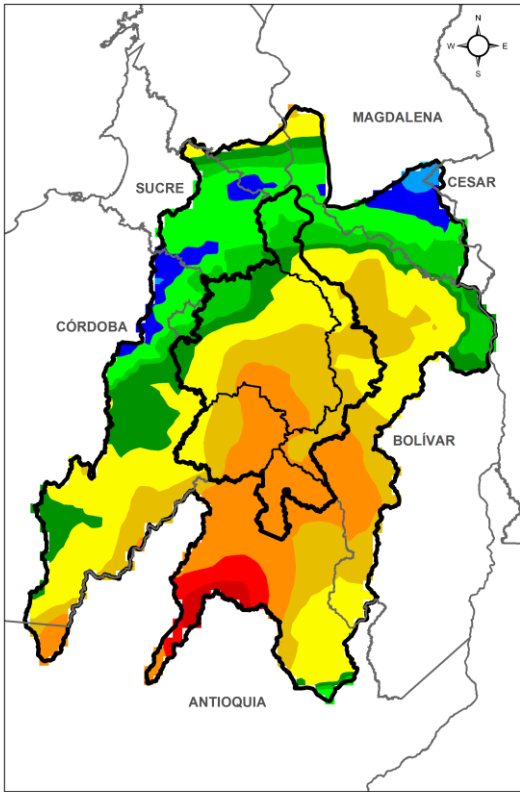 N
W E
S
MAGDALENA
SUCRE
CESAR
CÓRDOBA
BOLÍVAR
ANTIOQUIA